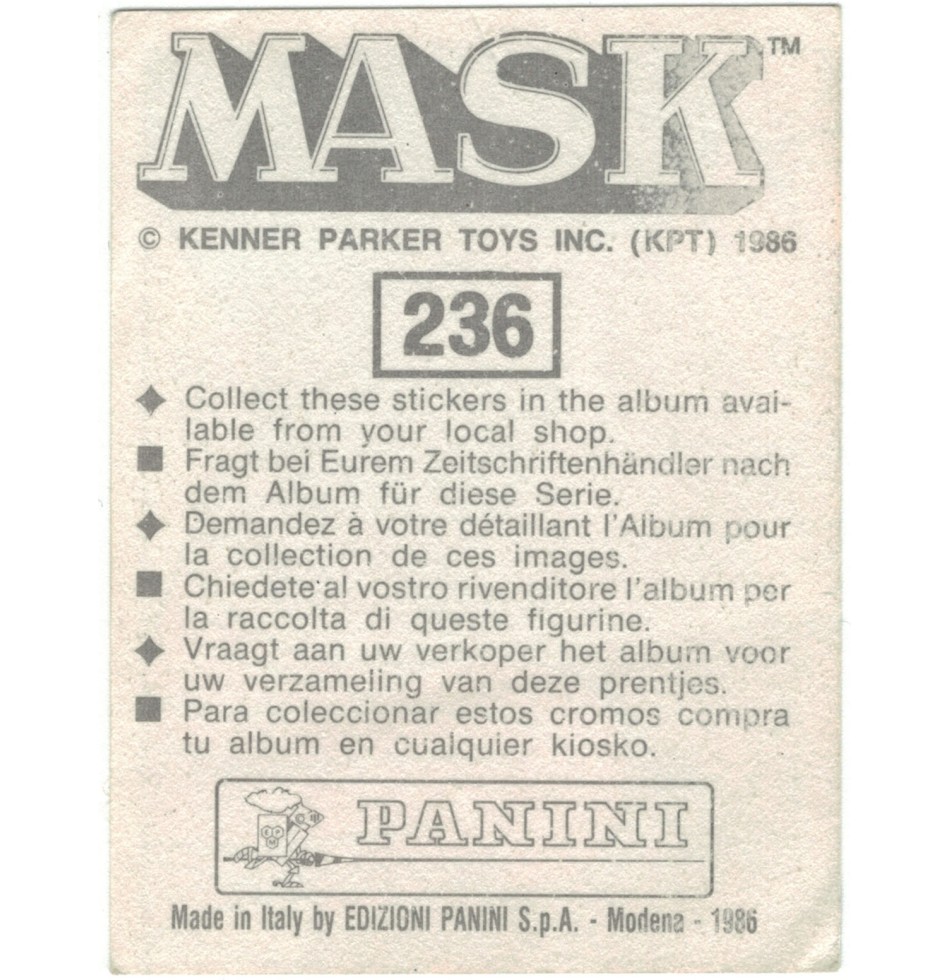 MASK™
© KENNER PARKER TOYS INC. (KPT) 1986
236
Collect these stickers in the album avai-
lable from your local shop.
Fragt bei Eurem Zeitschriftenhändler nach
dem Album für diese Serie.
Demandez à votre détaillant l'Album pour
la collection de ces images.
Chiedete al vostro rivenditore l'album per
la raccolta di queste figurine.
Vraagt aan uw verkoper het album voor
uw verzameling van deze prentjes.
Para coleccionar estos cromos compra
tu album en cualquier kiosko.
PANINI
Made in Italy by EDIZIONI PANINI S.p.A. - Modena - 1986